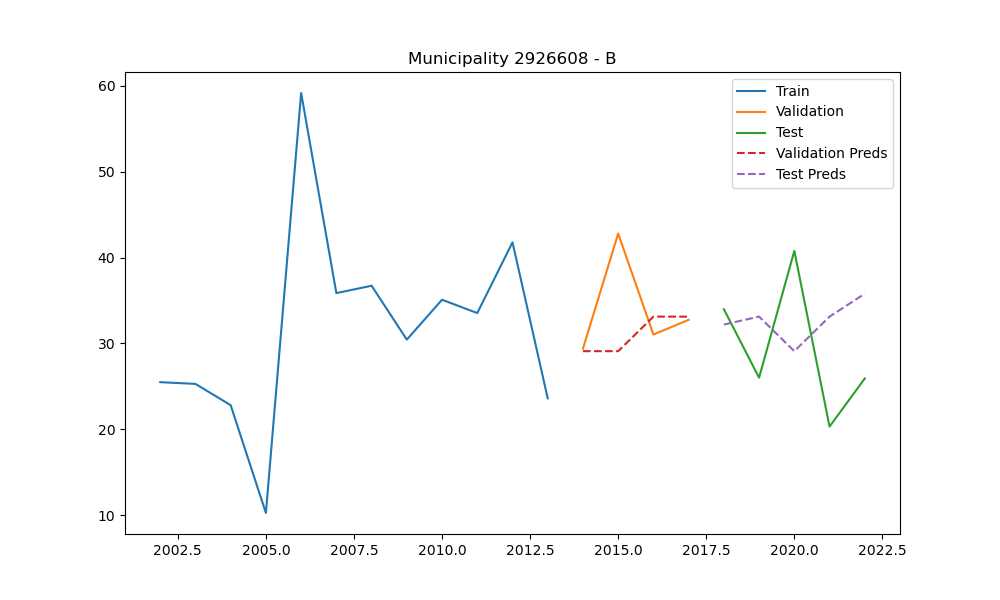 Municipality 2926608 - B
Train
Validation
Test
Validation Preds
Test Preds
60
50
40
30
20
10
2002.5 2005.0 2007.5 2010.0 2012.5 2015.0 2017.5 2020.0 2022.5